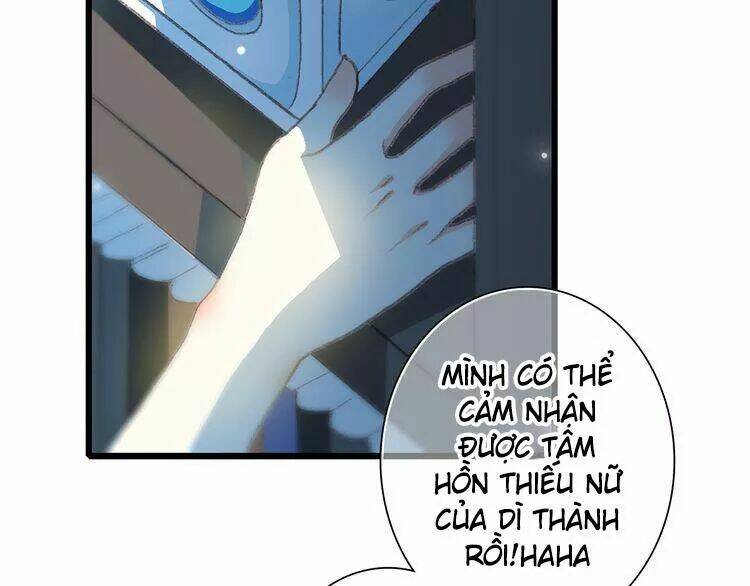 MÌNH CÓ THỂ
CẢM NHẬN
ĐƯỢC TÂM
HỒN THIẾU NỮ
CỦA DÌ THÀNH
RỒI!HAHA